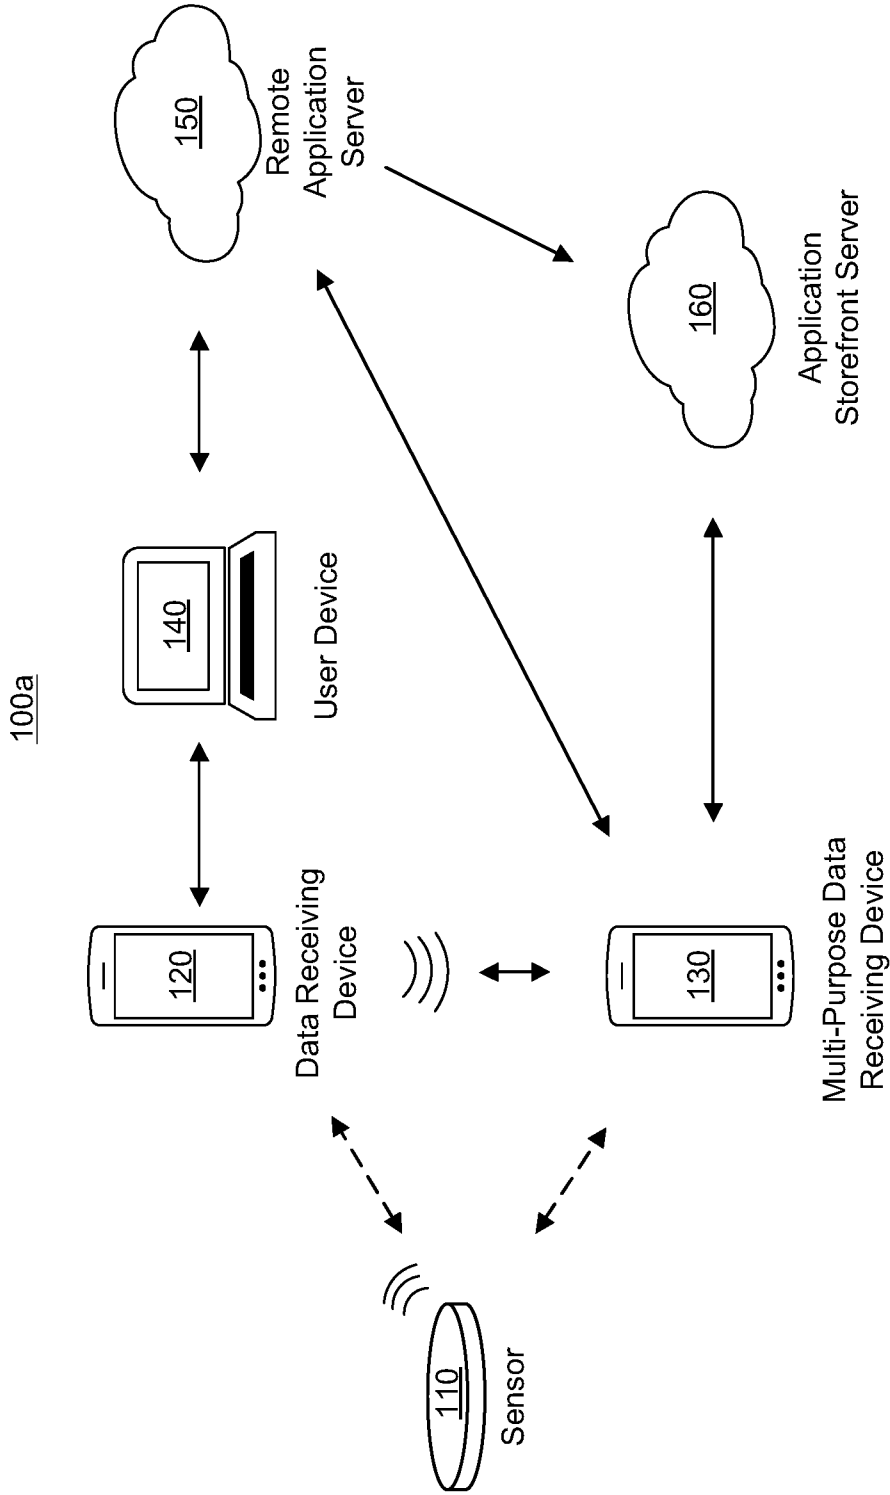 100a
120
Data Receiving
Device
140
User Device
150
Remote
Application
Server
110
Sensor
130
Multi-Purpose Data
Receiving Device
160
Application
Storefront Server